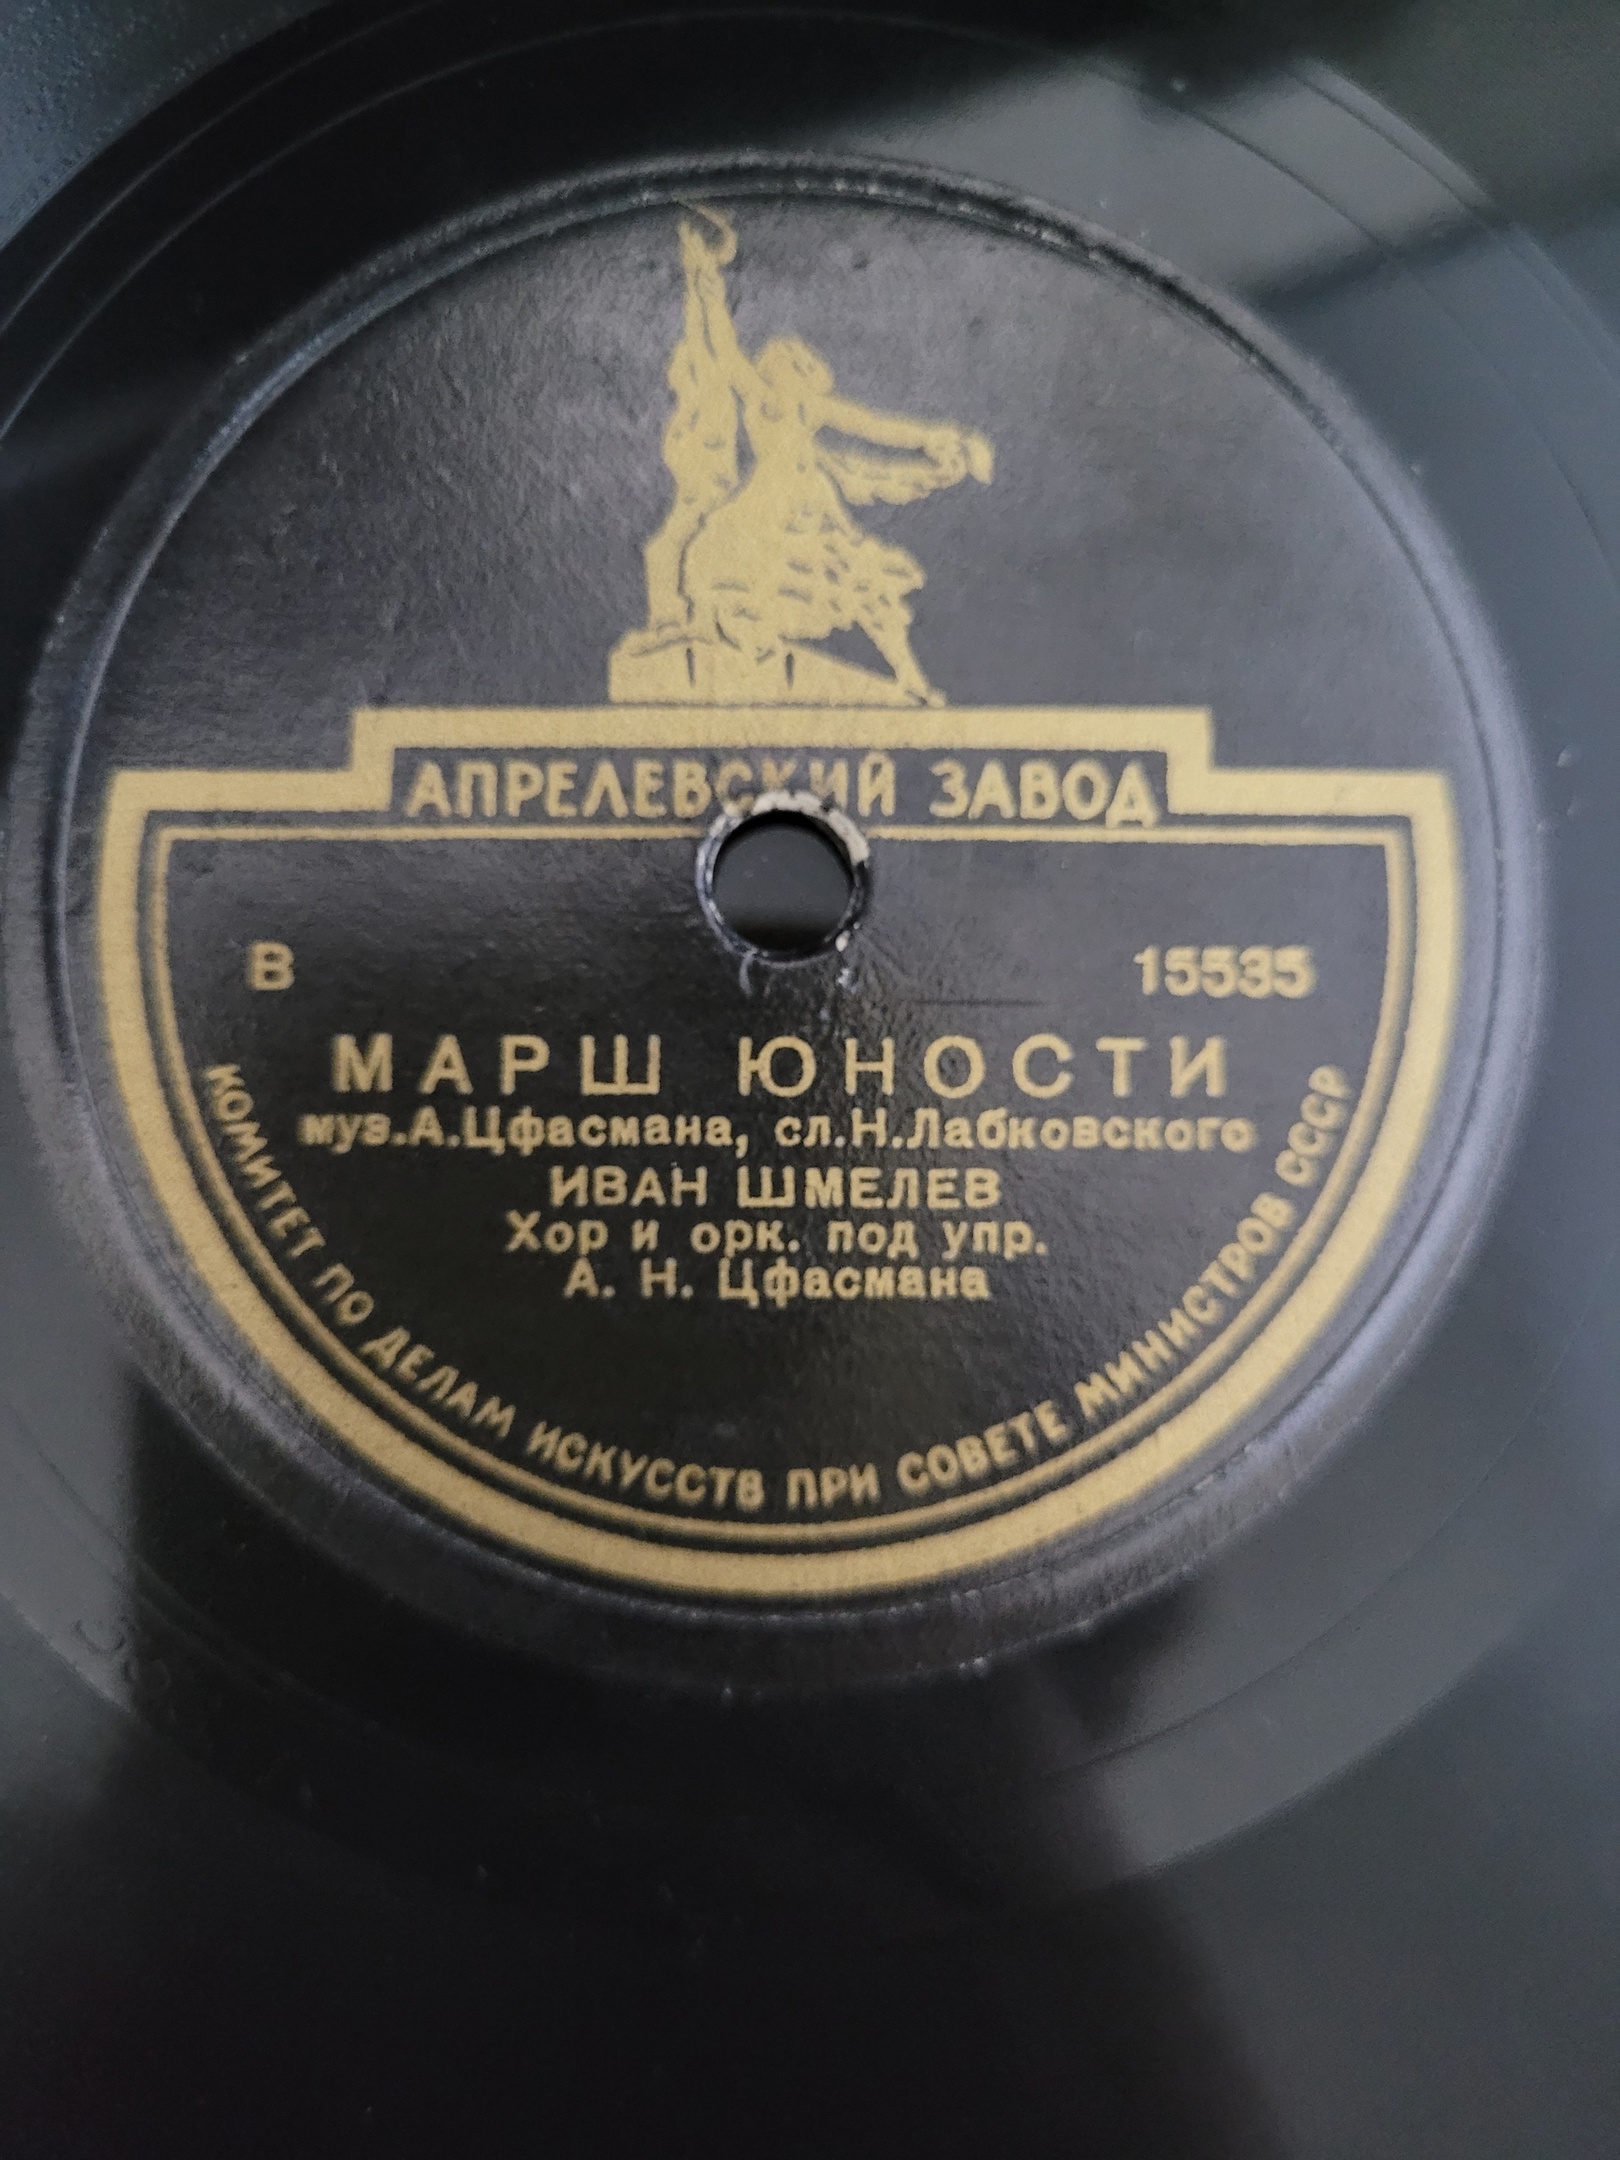 АПРЕЛЕВСКИЙ ЗАВОД
В 15535
МАРШ ЮНОСТИ
муз.А.Цфасмана, сл.Н.Лабковского
ИВАН ШМЕЛЕВ
Хор и орк. под упр.
А. Н. Цфасмана
КОМИТЕТ ПО ДЕЛАМ ИСКУССТВ ПРИ СОВЕТЕ МИНИСТРОВ СССР